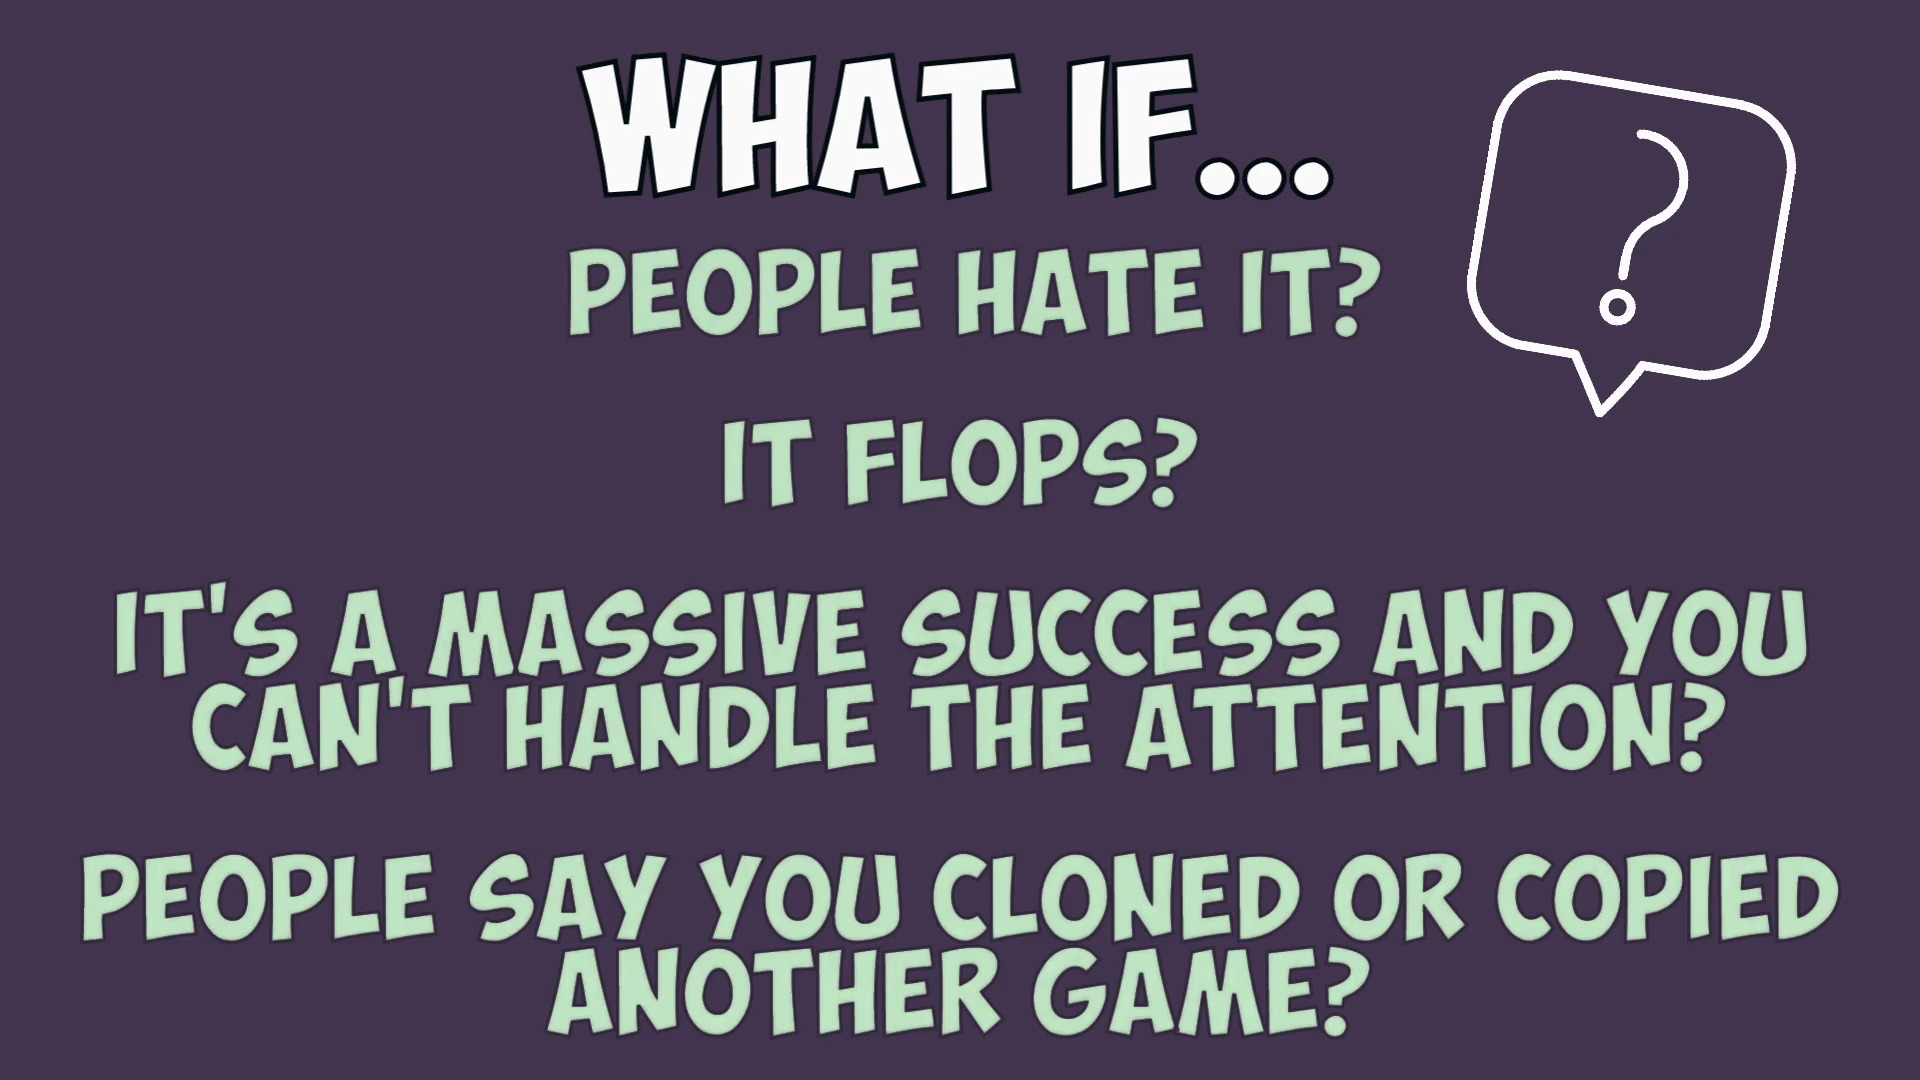 WHAT IF...
PEOPLE HATE IT?
IT FLOPS?
IT'S A MASSIVE SUCCESS AND YOU
CAN'T HANDLE THE ATTENTION?
PEOPLE SAY YOU CLONED OR COPIED
ANOTHER GAME?